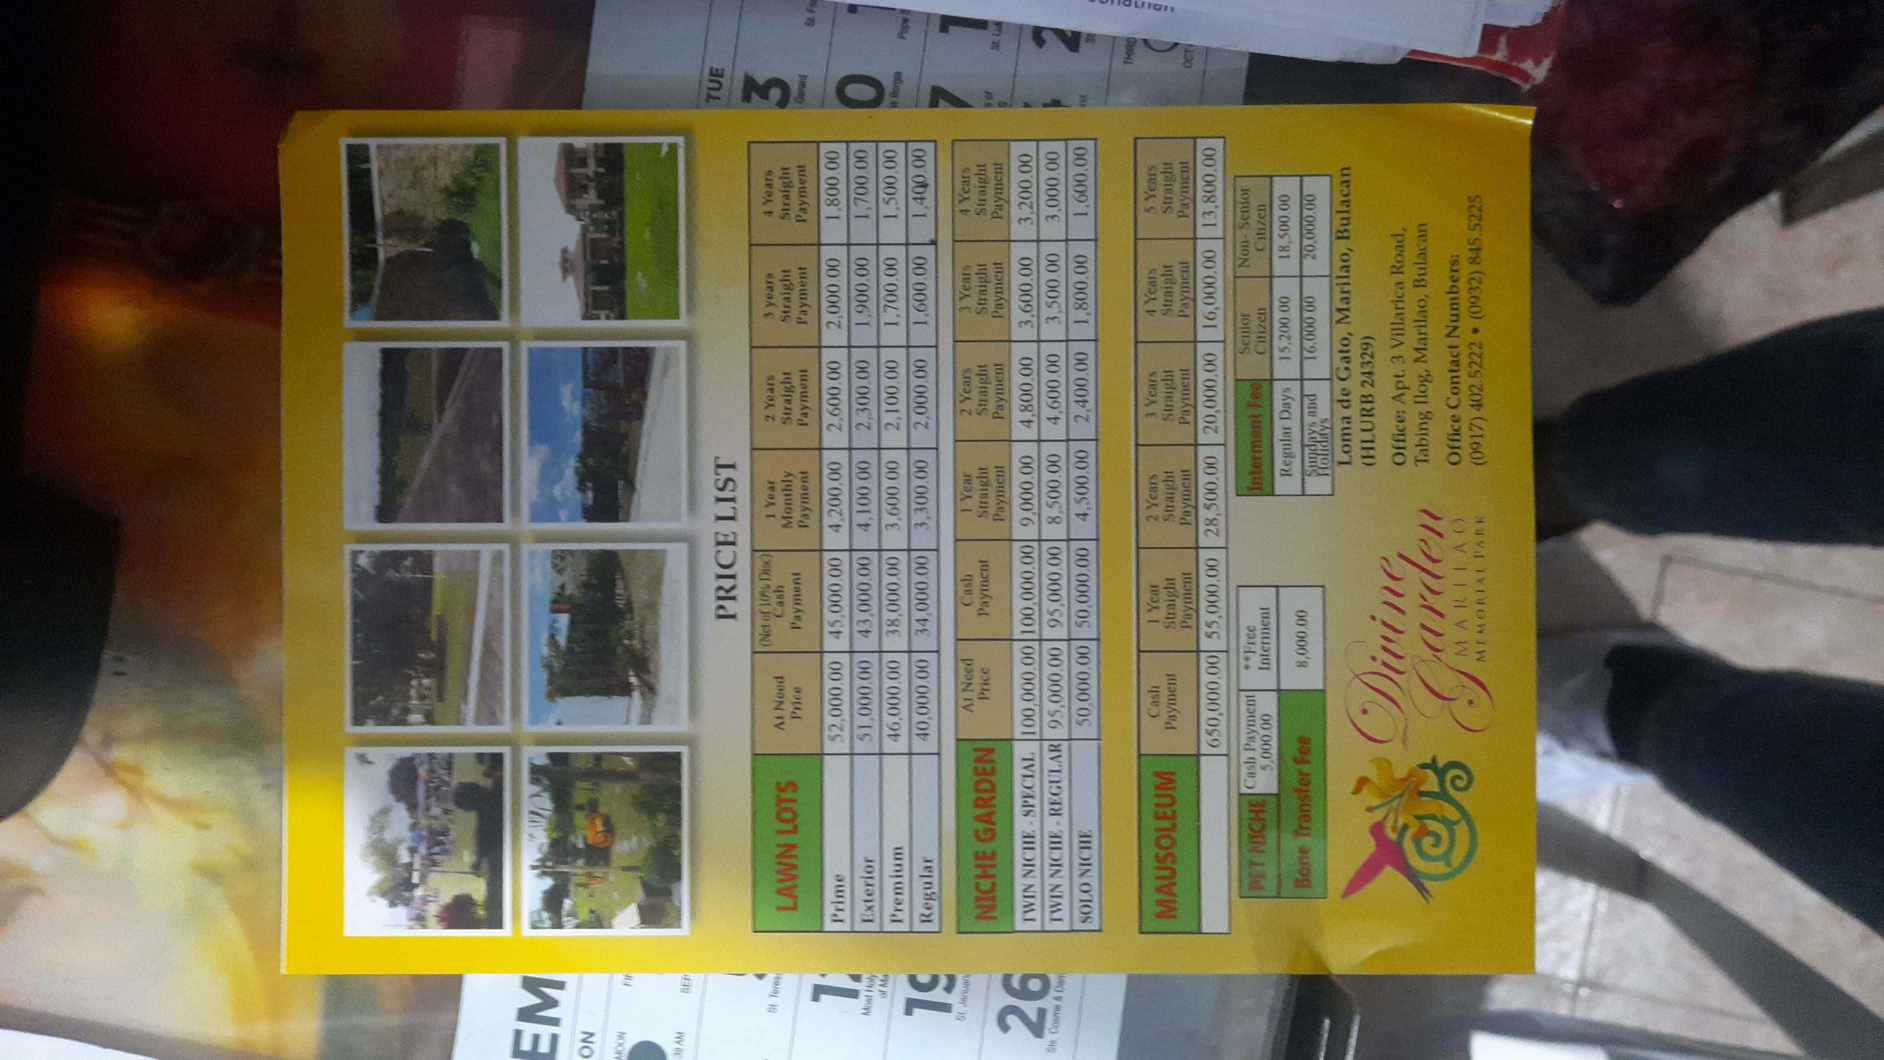 PRICE LIST
LAWN LOTS | At Need Price | (Net of 10% Disc) Cash Payment | 1 Year Monthly Payment | 2 Years Straight Payment | 3 years Straight Payment | 4 Years Straight Payment
Prime | 52,000.00 | 45,000.00 | 4,200.00 | 2,600.00 | 2,000.00 | 1,800.00
Exterior | 51,000.00 | 43,000.00 | 4,100.00 | 2,300.00 | 1,900.00 | 1,700.00
Premium | 46,000.00 | 38,000.00 | 3,600.00 | 2,100.00 | 1,700.00 | 1,500.00
Regular | 40,000.00 | 34,000.00 | 3,300.00 | 2,000.00 | 1,600.00 | 1,400.00
NICHE GARDEN | At Need Price | Cash Payment | 1 Year Straight Payment | 2 Years Straight Payment | 3 Years Straight Payment | 4 Years Straight Payment
TWIN NICHE - SPECIAL | 100,000.00 | 100,000.00 | 9,000.00 | 4,800.00 | 3,600.00 | 3,200.00
TWIN NICHE - REGULAR | 95,000.00 | 95,000.00 | 8,500.00 | 4,600.00 | 3,500.00 | 3,000.00
SOLO NICHE | 50,000.00 | 50,000.00 | 4,500.00 | 2,400.00 | 1,800.00 | 1,600.00
MAUSOLEUM | Cash Payment | 1 Year Straight Payment | 2 Years Straight Payment | 3 Years Straight Payment | 4 Years Straight Payment | 5 Years Straight Payment
650,000.00 | 55,000.00 | 28,500.00 | 20,000.00 | 16,000.00 | 13,800.00
PET NICHE | Cash Payment 5,000.00 | **Free Interment
Bone Transfer Fee | 8,000.00
Interment Fee | Senior Citizen | Non- Senior Citizen
Regular Days | 15,200.00 | 18,500.00
Sundays and Holidays | 16,000.00 | 20,000.00
Divine
Garden
MARILAO
MEMORIAL PARK
Loma de Gato, Marilao, Bulacan
(HLURB 24329)
Office: Apt. 3 Villarica Road,
Tabing Ilog, Marilao, Bulacan
Office Contact Numbers:
(0917) 402.5222 • (0932) 845.5225
EM
ON
MOON
19
26
TUE
3
0
7